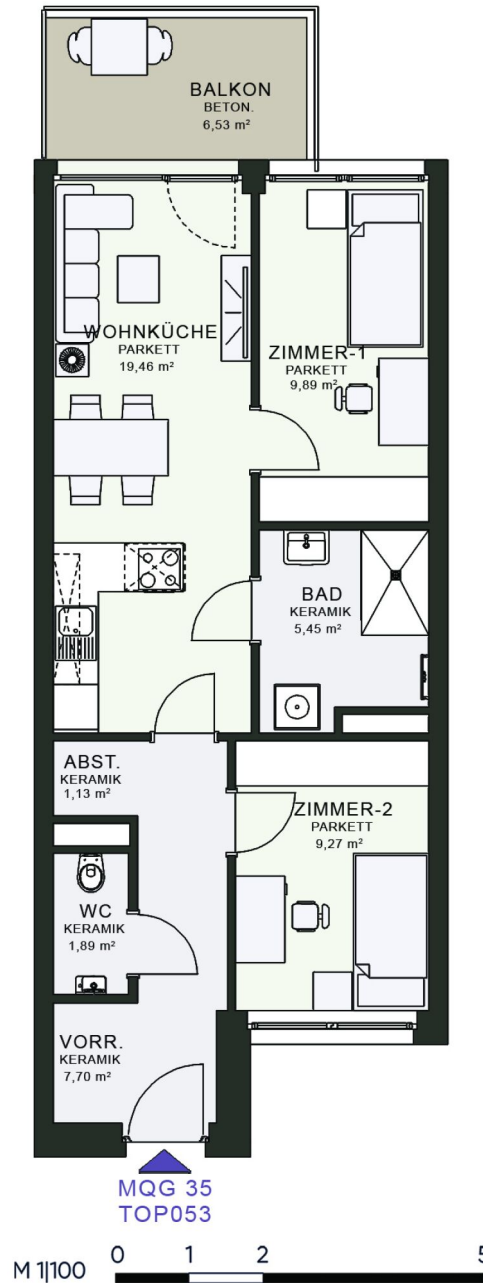 BALKON
BETON.
6,53 m²
WOHNKÜCHE
PARKETT
19,46 m²
ZIMMER-1
PARKETT
9,89 m²
BAD
KERAMIK
5,45 m²
ABST.
KERAMIK
1,13 m²
ZIMMER-2
PARKETT
9,27 m²
WC
KERAMIK
1,89 m²
VORR.
KERAMIK
7,70 m²
MQG 35
TOP053
M 1|100 0 1 2 5